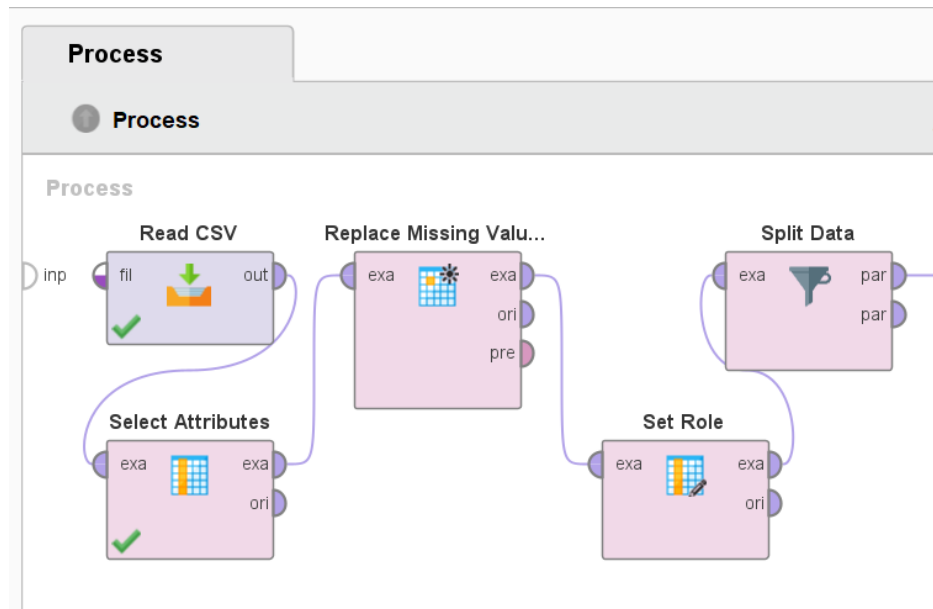 Process
Process
Process
Read CSV
Replace Missing Valu...
Split Data
inp
fil
out
exa
exa
exa
par
ori
par
pre
Select Attributes
Set Role
exa
exa
exa
exa
ori
ori